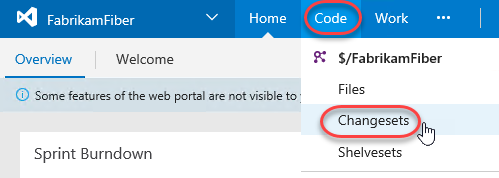 FabrikamFiber Home Code Work ...
Overview Welcome
$/FabrikamFiber
Files
Some features of the web portal are not visible to
Changesets
Sprint Burndown
Shelvesets